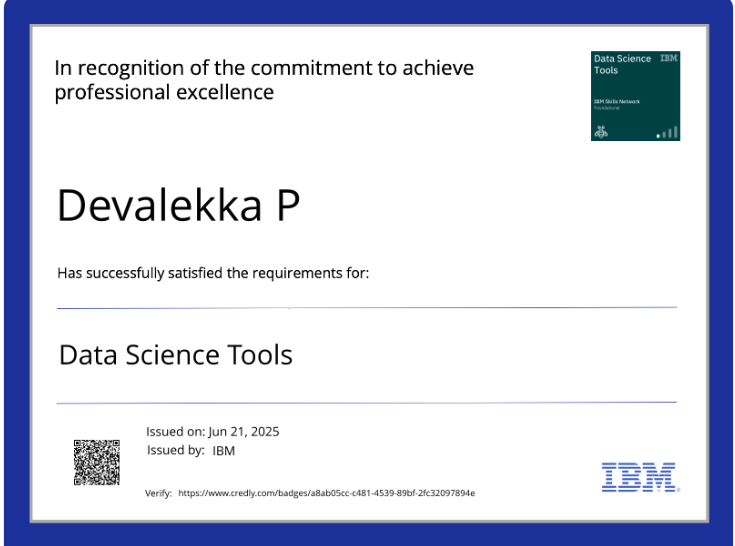 In recognition of the commitment to achieve
professional excellence
Data Science IBM
Tools
IBM Skills Network
Foundational
Devalekka P
Has successfully satisfied the requirements for:
Data Science Tools
Issued on: Jun 21, 2025
Issued by: IBM
Verify: https://www.credly.com/badges/a8ab05cc-c481-4539-89bf-2fc32097894e
IBM.